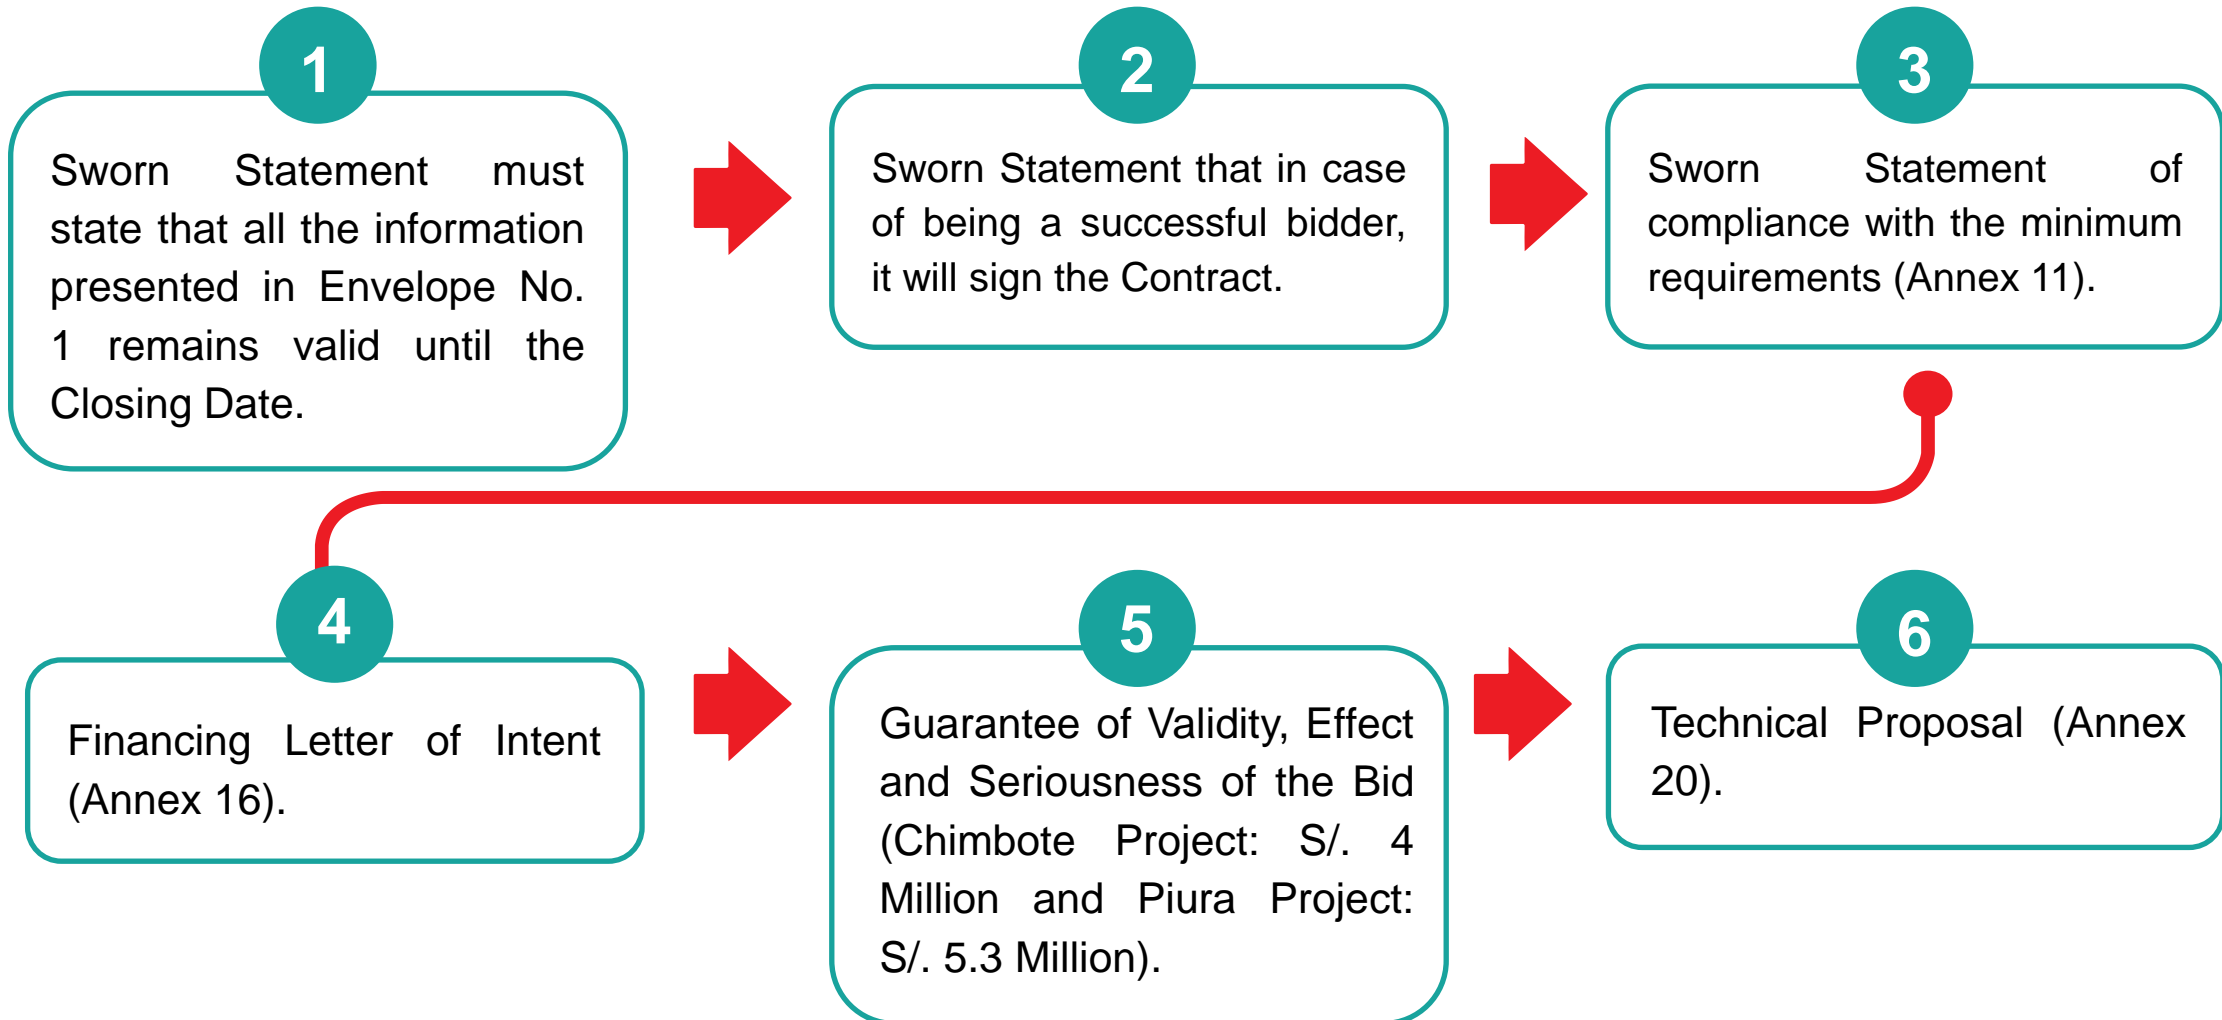 1
Sworn Statement must
state that all the information
presented in Envelope No.
1 remains valid until the
Closing Date.
2
Sworn Statement that in case
of being a successful bidder,
it will sign the Contract.
3
Sworn Statement of
compliance with the minimum
requirements (Annex 11).
4
Financing Letter of Intent
(Annex 16).
5
Guarantee of Validity, Effect
and Seriousness of the Bid
(Chimbote Project: S/. 4
Million and Piura Project:
S/. 5.3 Million).
6
Technical Proposal (Annex
20).